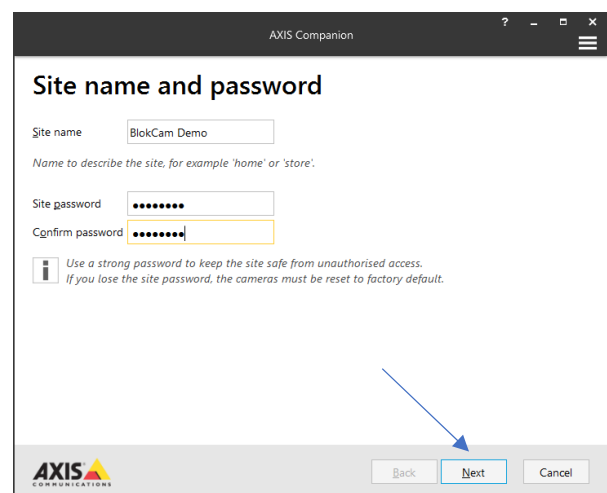 AXIS Companion
Site name and password
Site name
BlokCam Demo
Name to describe the site, for example 'home' or 'store'.
Site password ●●●●●●●●
Confirm password ●●●●●●●●
Use a strong password to keep the site safe from unauthorised access.
If you lose the site password, the cameras must be reset to factory default.
AXIS
COMMUNICATIONS
Back
Next
Cancel